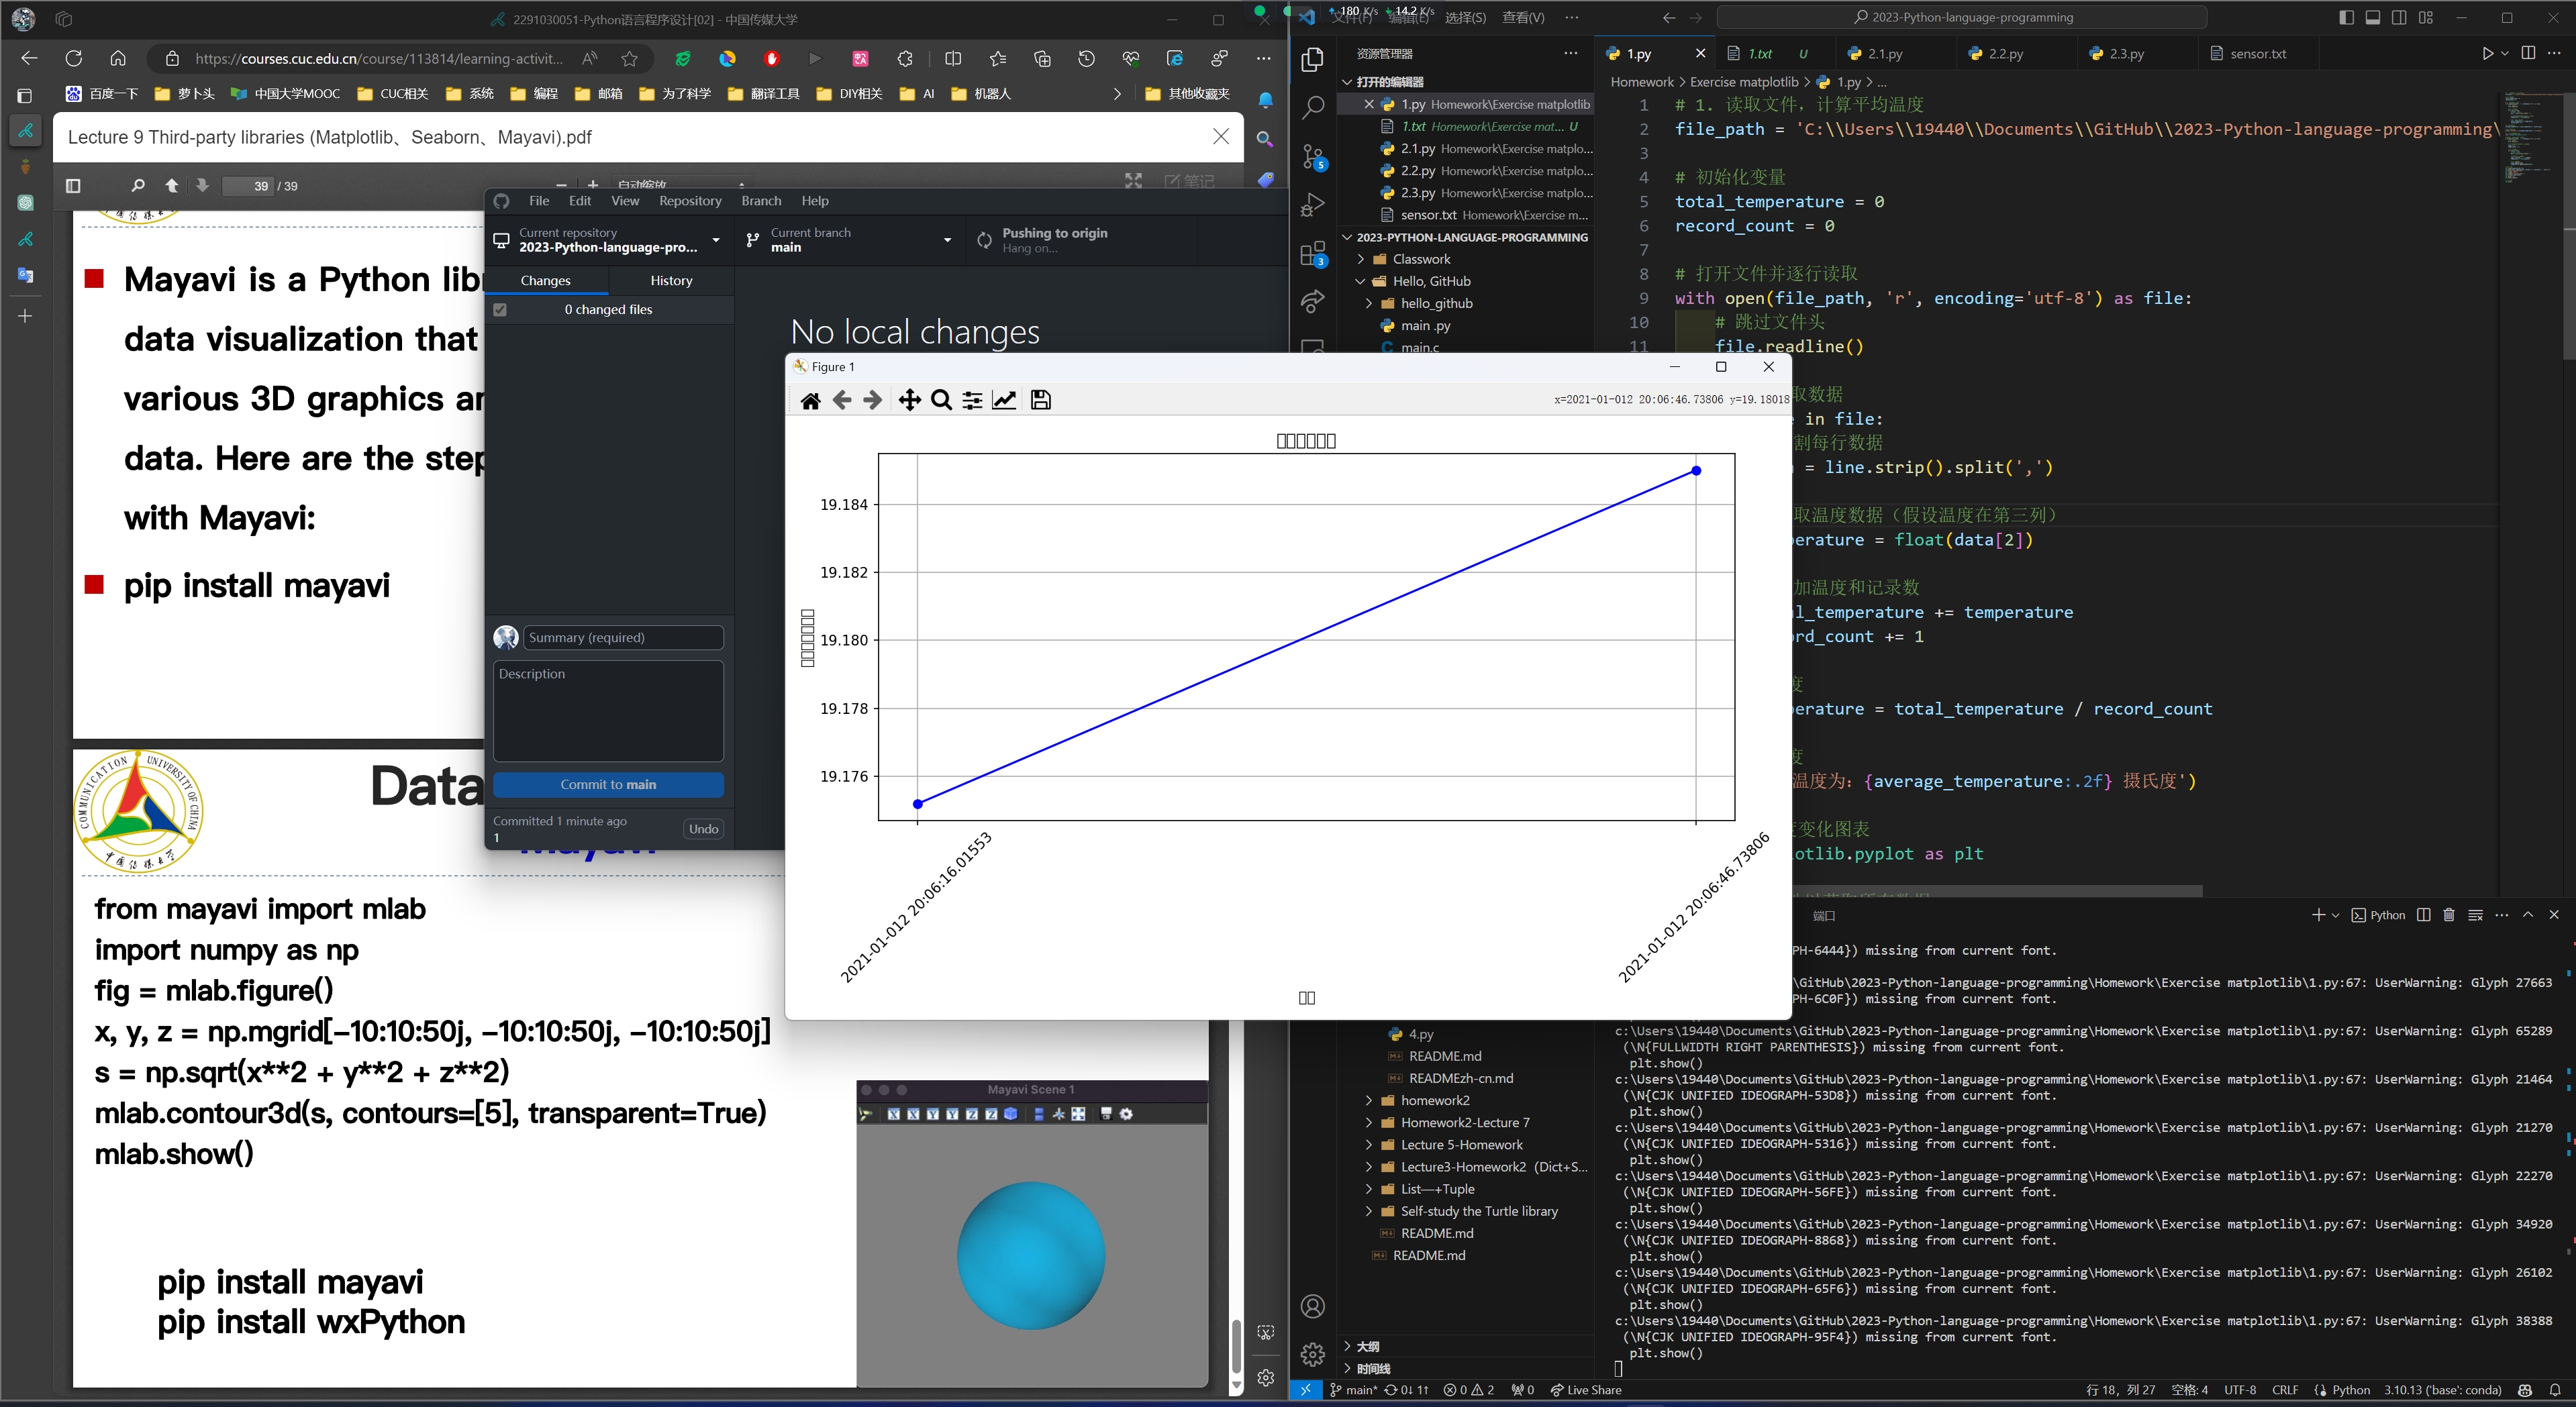 2291030051-Python语言程序设计[02] - 中国传媒大学
https://courses.cuc.edu.cn/course/113814/learning-activit...
百度一下 萝卜头 中国大学MOOC CUC相关 系统 编程 邮箱 为了科学 翻译工具 DIY相关 AI 机器人 其他收藏夹
Lecture 9 Third-party libraries (Matplotlib、Seaborn、Mayavi).pdf
39 / 39
自动缩放
笔记
Mayavi is a Python lib
data visualization that
various 3D graphics an
data. Here are the step
with Mayavi:
pip install mayavi
COMMUNICATION UNIVERSITY OF CHINA
中国传媒大学
Data
Mayavi
from mayavi import mlab
import numpy as np
fig = mlab.figure()
x, y, z = np.mgrid[-10:10:50j, -10:10:50j, -10:10:50j]
s = np.sqrt(x**2 + y**2 + z**2)
mlab.contour3d(s, contours=[5], transparent=True)
mlab.show()
pip install mayavi
pip install wxPython
Mayavi Scene 1
File Edit View Repository Branch Help
Current repository
2023-Python-language-pro...
Current branch
main
Pushing to origin
Hang on...
Changes History
0 changed files
No local changes
Summary (required)
Description
Commit to main
Committed 1 minute ago
1
Undo
Figure 1
x=2021-01-012 20:06:46.73806 y=19.18018
19.184
19.182
19.180
19.178
19.176
2021-01-012 20:06:16.01553
2021-01-012 20:06:46.73806
180 K/s 14.2 K/s
文件(F) 编辑(E) 选择(S) 查看(V) ···
2023-Python-language-programming
资源管理器
打开的编辑器
1.py Homework\Exercise matplotlib
1.txt Homework\Exercise mat... U
2.1.py Homework\Exercise matplo...
2.2.py Homework\Exercise matplo...
2.3.py Homework\Exercise matplo...
sensor.txt Homework\Exercise m...
2023-PYTHON-LANGUAGE-PROGRAMMING
Classwork
Hello, GitHub
hello_github
main .py
main.c
4.py
README.md
READMEzh-cn.md
homework2
Homework2-Lecture 7
Lecture 5-Homework
Lecture3-Homework2 (Dict+S...
List—+Tuple
Self-study the Turtle library
README.md
README.md
大纲
时间线
1.py 1.txt U 2.1.py 2.2.py 2.3.py sensor.txt
Homework > Exercise matplotlib > 1.py > ...
1 # 1. 读取文件，计算平均温度
2 file_path = 'C:\\Users\\19440\\Documents\\GitHub\\2023-Python-language-programming\
3
4 # 初始化变量
5 total_temperature = 0
6 record_count = 0
7
8 # 打开文件并逐行读取
9 with open(file_path, 'r', encoding='utf-8') as file:
10 # 跳过文件头
11 file.readline()
取数据
in file:
割每行数据
= line.strip().split(',')
取温度数据（假设温度在第三列）
perature = float(data[2])
加温度和记录数
al_temperature += temperature
ord_count += 1
度
perature = total_temperature / record_count
度
温度为: {average_temperature:.2f} 摄氏度')
度变化图表
otlib.pyplot as plt
端口
Python
PH-6444}) missing from current font.
\GitHub\2023-Python-language-programming\Homework\Exercise matplotlib\1.py:67: UserWarning: Glyph 27663
PH-6C0F}) missing from current font.
c:\Users\19440\Documents\GitHub\2023-Python-language-programming\Homework\Exercise matplotlib\1.py:67: UserWarning: Glyph 65289
(\N{FULLWIDTH RIGHT PARENTHESIS}) missing from current font.
plt.show()
c:\Users\19440\Documents\GitHub\2023-Python-language-programming\Homework\Exercise matplotlib\1.py:67: UserWarning: Glyph 21464
(\N{CJK UNIFIED IDEOGRAPH-53D8}) missing from current font.
plt.show()
c:\Users\19440\Documents\GitHub\2023-Python-language-programming\Homework\Exercise matplotlib\1.py:67: UserWarning: Glyph 21270
(\N{CJK UNIFIED IDEOGRAPH-5316}) missing from current font.
plt.show()
c:\Users\19440\Documents\GitHub\2023-Python-language-programming\Homework\Exercise matplotlib\1.py:67: UserWarning: Glyph 22270
(\N{CJK UNIFIED IDEOGRAPH-56FE}) missing from current font.
plt.show()
c:\Users\19440\Documents\GitHub\2023-Python-language-programming\Homework\Exercise matplotlib\1.py:67: UserWarning: Glyph 34920
(\N{CJK UNIFIED IDEOGRAPH-8868}) missing from current font.
plt.show()
c:\Users\19440\Documents\GitHub\2023-Python-language-programming\Homework\Exercise matplotlib\1.py:67: UserWarning: Glyph 26102
(\N{CJK UNIFIED IDEOGRAPH-65F6}) missing from current font.
plt.show()
c:\Users\19440\Documents\GitHub\2023-Python-language-programming\Homework\Exercise matplotlib\1.py:67: UserWarning: Glyph 38388
(\N{CJK UNIFIED IDEOGRAPH-95F4}) missing from current font.
plt.show()
main* 0↓ 1↑ 0 2 0 Live Share
行 18，列 27 空格: 4 UTF-8 CRLF Python 3.10.13 ('base': conda)